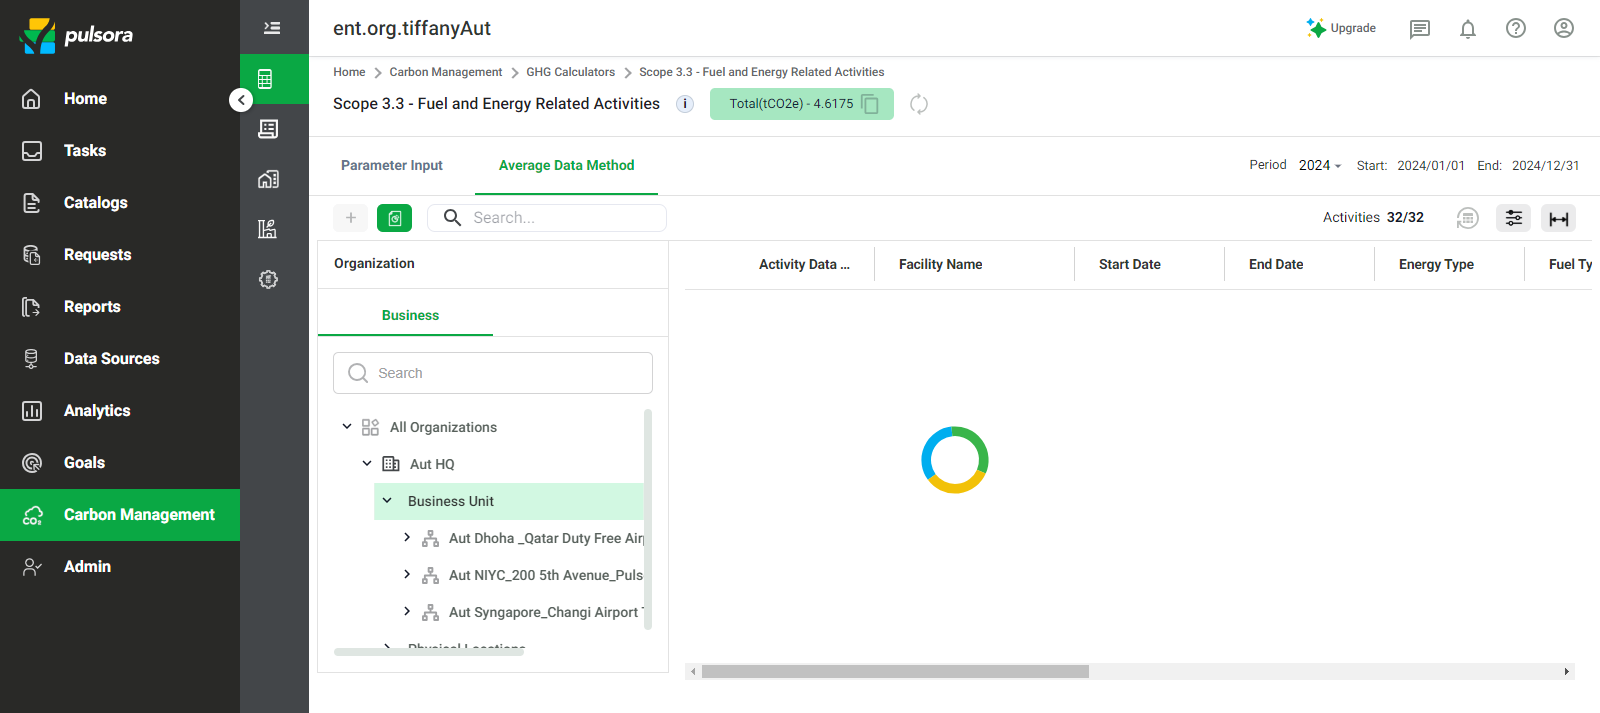 pulsora
Home
Tasks
Catalogs
Requests
Reports
Data Sources
Analytics
Goals
Carbon Management
Admin
ent.org.tiffanyAut
Upgrade
Home > Carbon Management > GHG Calculators > Scope 3.3 - Fuel and Energy Related Activities
Scope 3.3 - Fuel and Energy Related Activities
Total(tCO2e) - 4.6175
Parameter Input
Average Data Method
Period 2024 Start: 2024/01/01 End: 2024/12/31
+
Search...
Activities 32/32
Organization
Business
Search
All Organizations
Aut HQ
Business Unit
Aut Dhoha _Qatar Duty Free Air
Aut NIYC_200 5th Avenue_Puls
Aut Syngapore_Changi Airport
Physical Locations
Activity Data ...
Facility Name
Start Date
End Date
Energy Type
Fuel Ty